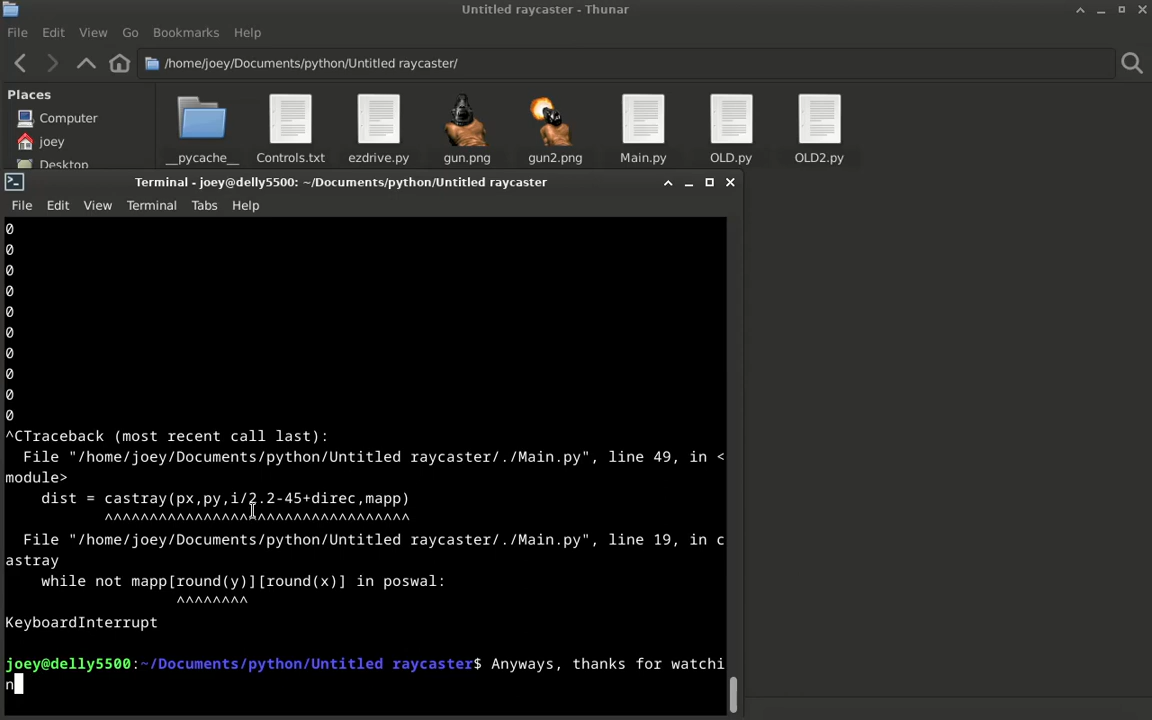 Untitled raycaster - Thunar
File Edit View Go Bookmarks Help
/home/joey/Documents/python/Untitled raycaster/
Places
Computer
joey
Desktop
__pycache__ Controls.txt ezdrive.py gun.png gun2.png Main.py OLD.py OLD2.py
Terminal - joey@delly5500: ~/Documents/python/Untitled raycaster
File Edit View Terminal Tabs Help
0
0
0
0
0
0
0
0
0
0
^CTraceback (most recent call last):
  File "/home/joey/Documents/python/Untitled raycaster/./Main.py", line 49, in <
module>
    dist = castray(px,py,i/2.2-45+direc,mapp)
           ^^^^^^^^^^^^^^^^^^^^^^^^^^^^^^^^^^
  File "/home/joey/Documents/python/Untitled raycaster/./Main.py", line 19, in c
astray
    while not mapp[round(y)][round(x)] in poswal:
                   ^^^^^^^^
KeyboardInterrupt
joey@delly5500:~/Documents/python/Untitled raycaster$ Anyways, thanks for watchi
n